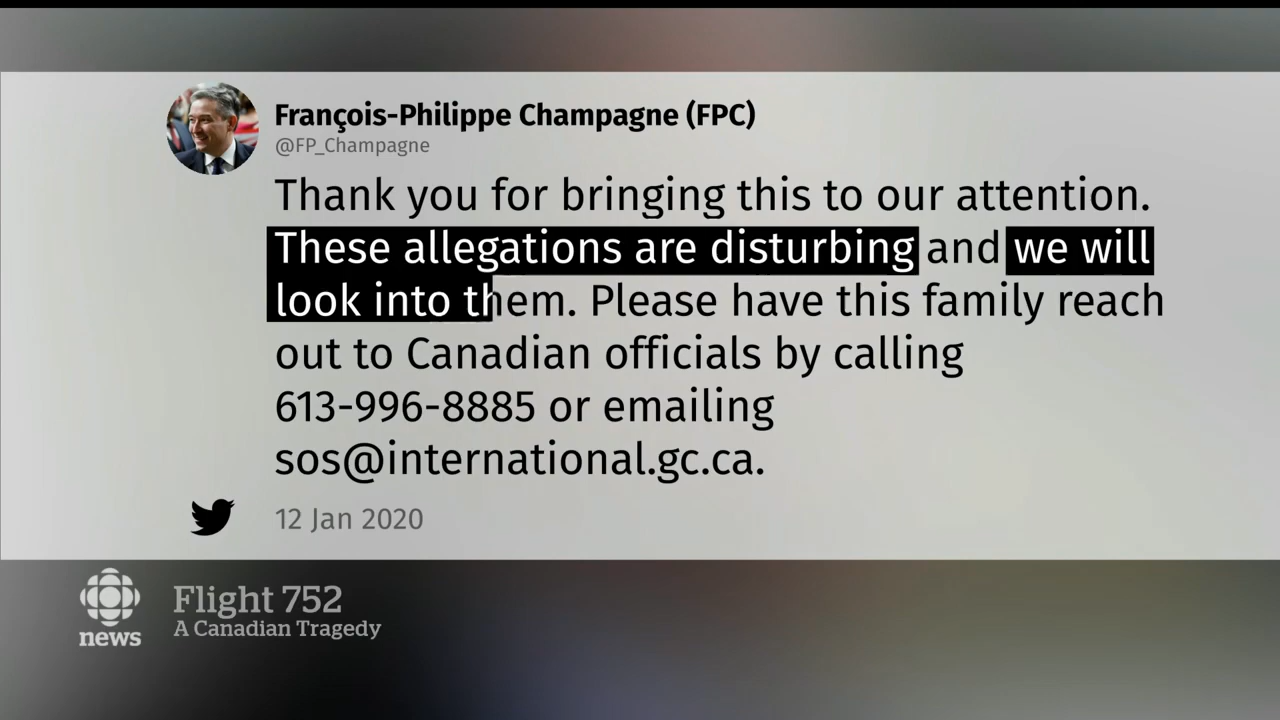 François-Philippe Champagne (FPC)
@FP_Champagne
Thank you for bringing this to our attention.
These allegations are disturbing and we will
look into them. Please have this family reach
out to Canadian officials by calling
613-996-8885 or emailing
sos@international.gc.ca.
12 Jan 2020
news
Flight 752
A Canadian Tragedy